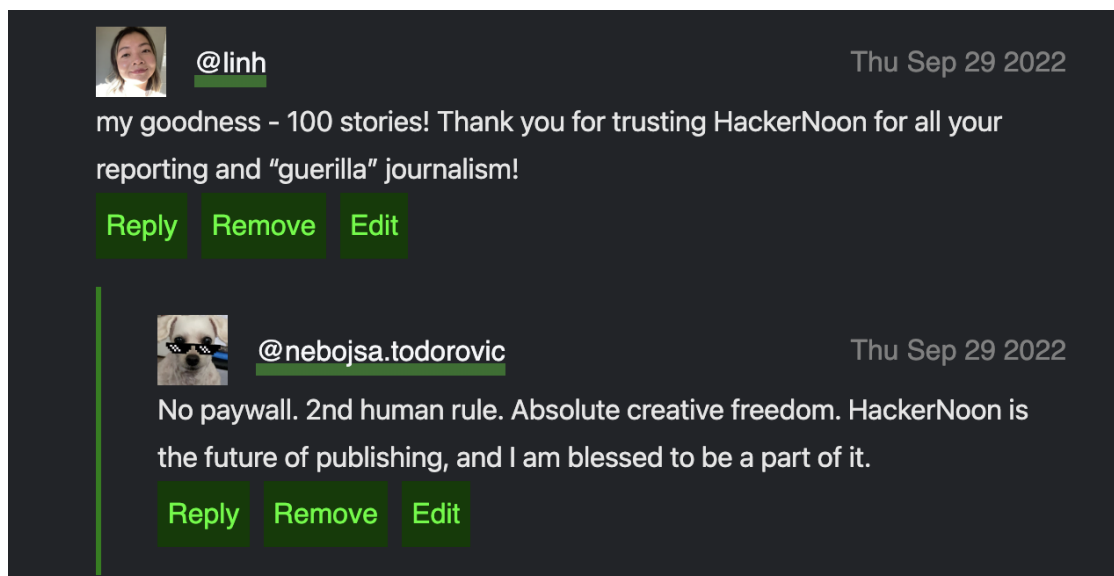 @linh
Thu Sep 29 2022
my goodness - 100 stories! Thank you for trusting HackerNoon for all your
reporting and “guerilla” journalism!
Reply Remove Edit
@nebojsa.todorovic
Thu Sep 29 2022
No paywall. 2nd human rule. Absolute creative freedom. HackerNoon is
the future of publishing, and I am blessed to be a part of it.
Reply Remove Edit